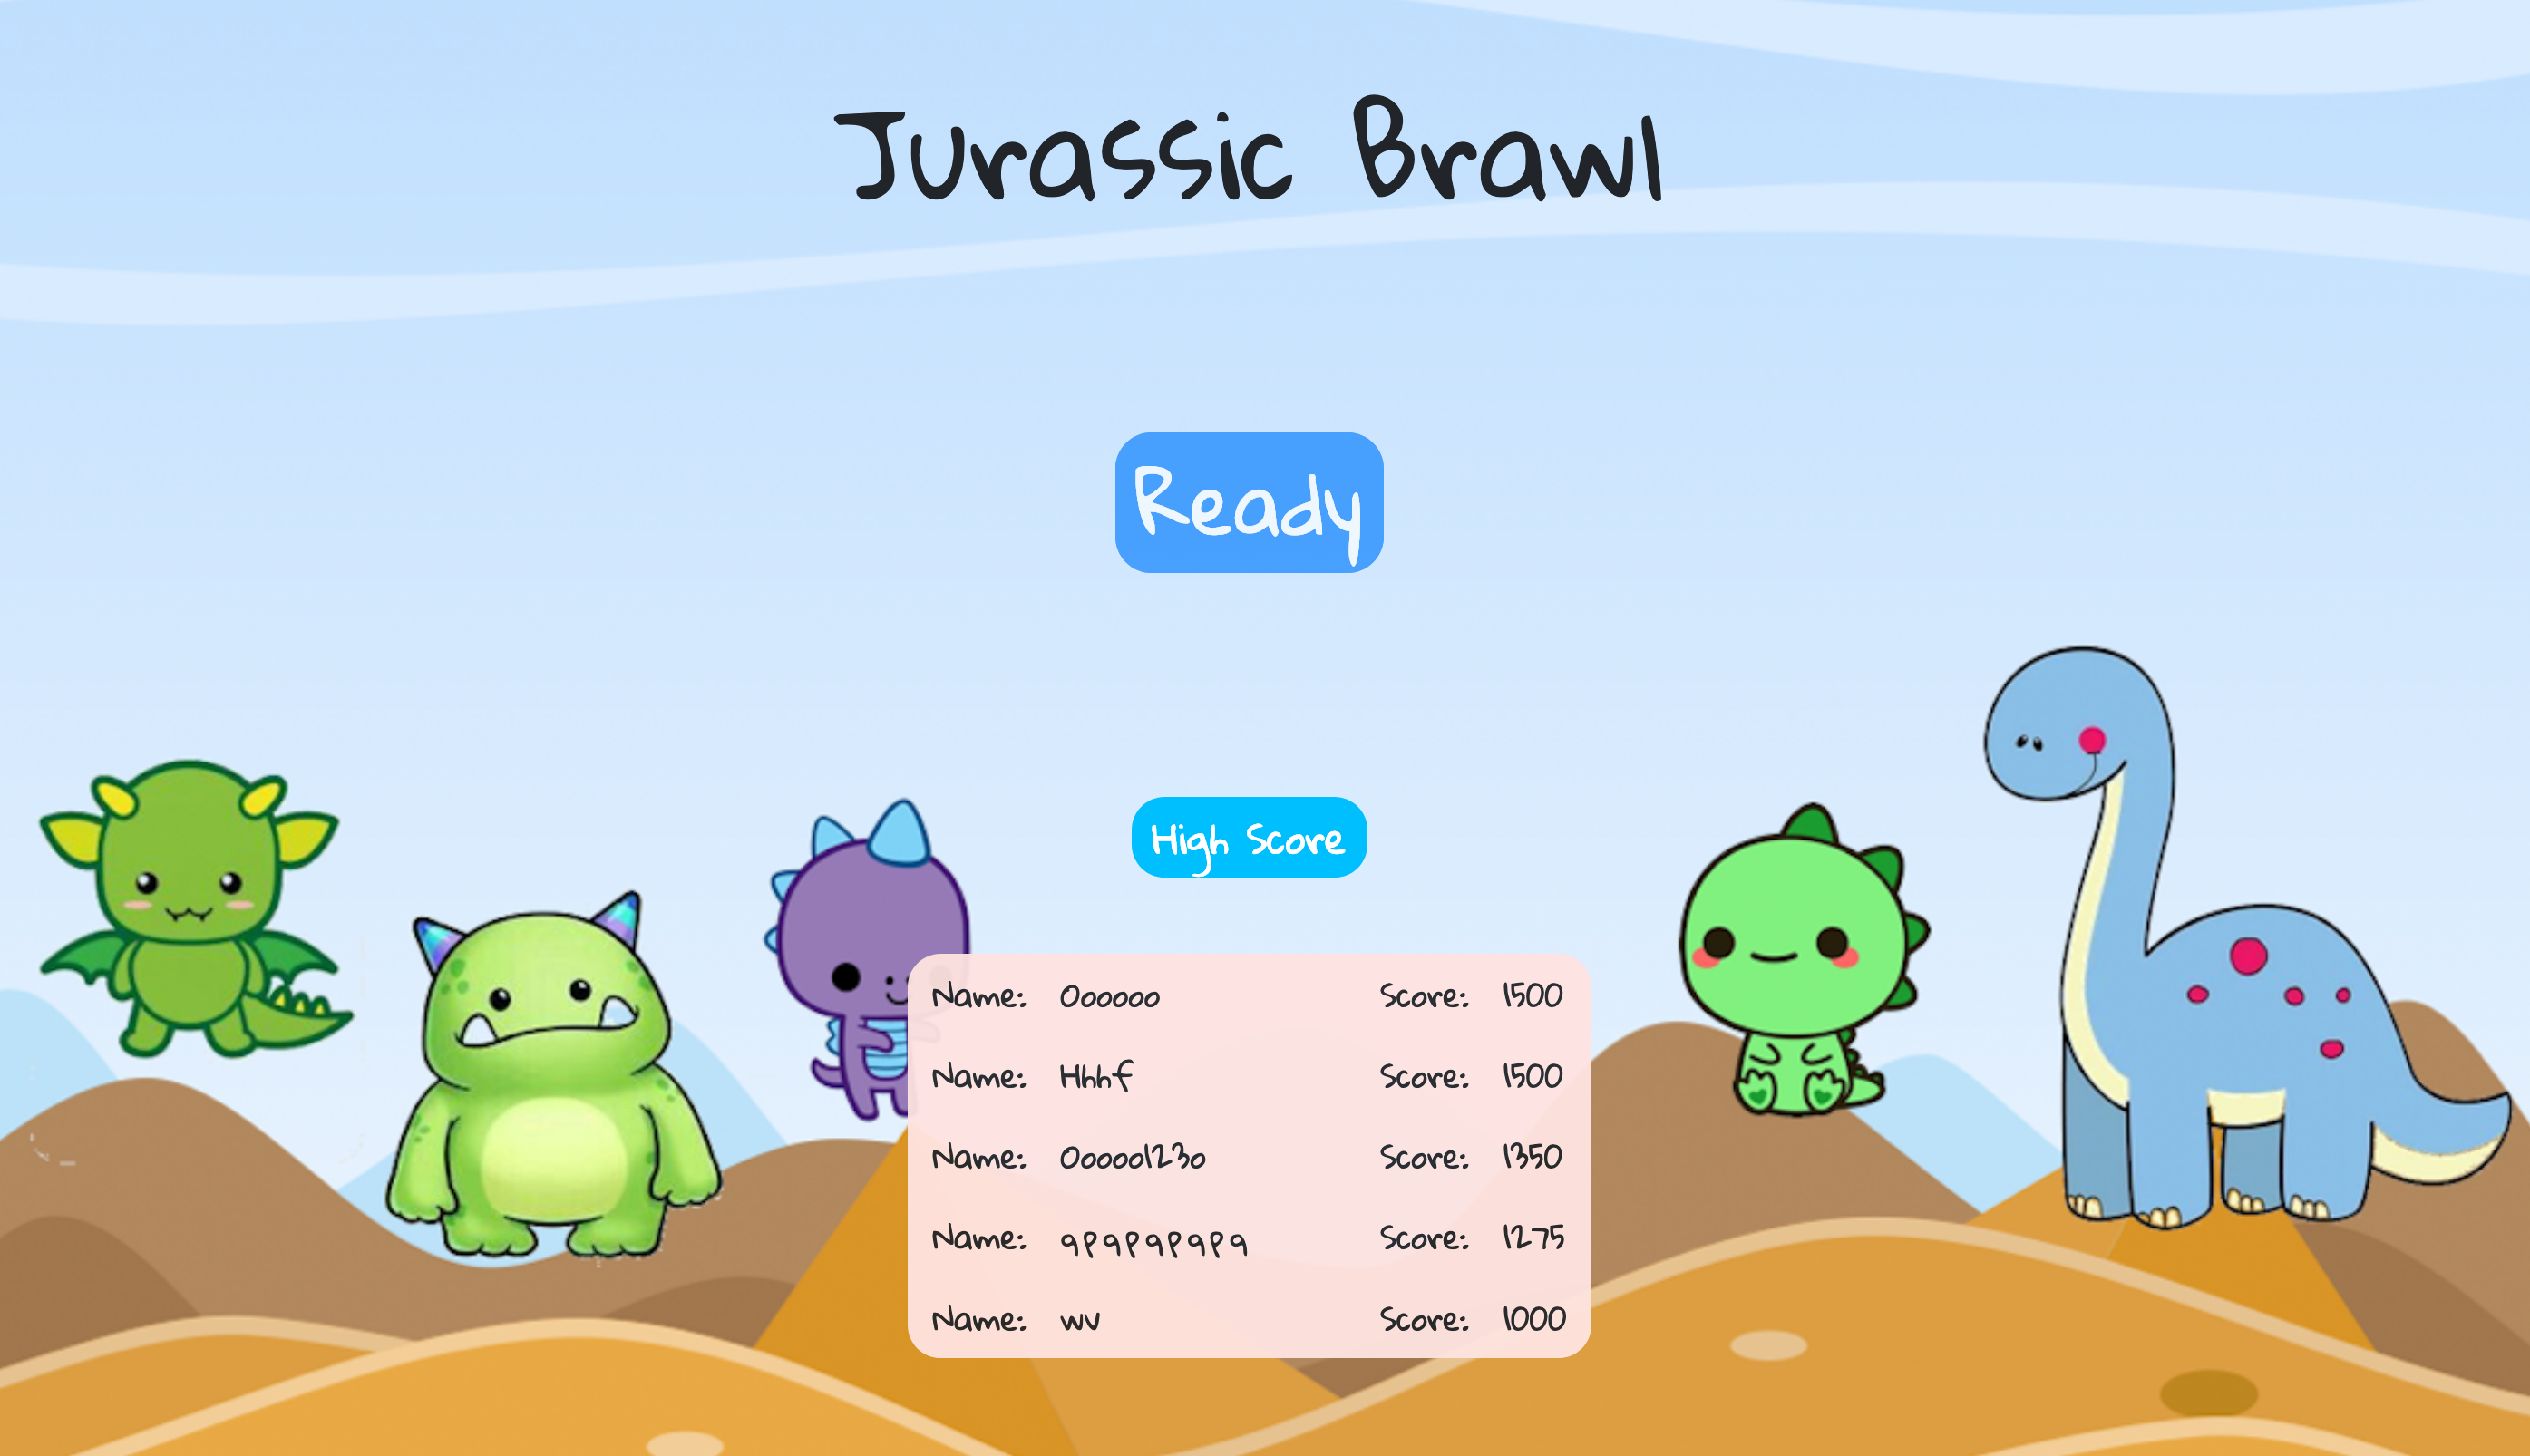 Jurassic Brawl
Ready
High Score
Name: Oooooo Score: 1500
Name: Hhhf Score: 1500
Name: Ooooo123o Score: 1350
Name: qpqpqpqpq Score: 1275
Name: wv Score: 1000